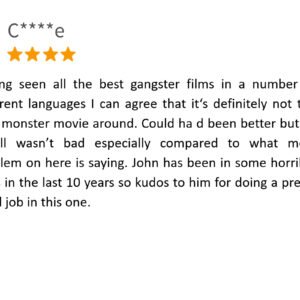 C****e
ng seen all the best gangster films in a number
rent languages I can agree that it‘s definitely not t
monster movie around. Could ha d been better but
ll wasn’t bad especially compared to what m
lem on here is saying. John has been in some horri
in the last 10 years so kudos to him for doing a pre
job in this one.